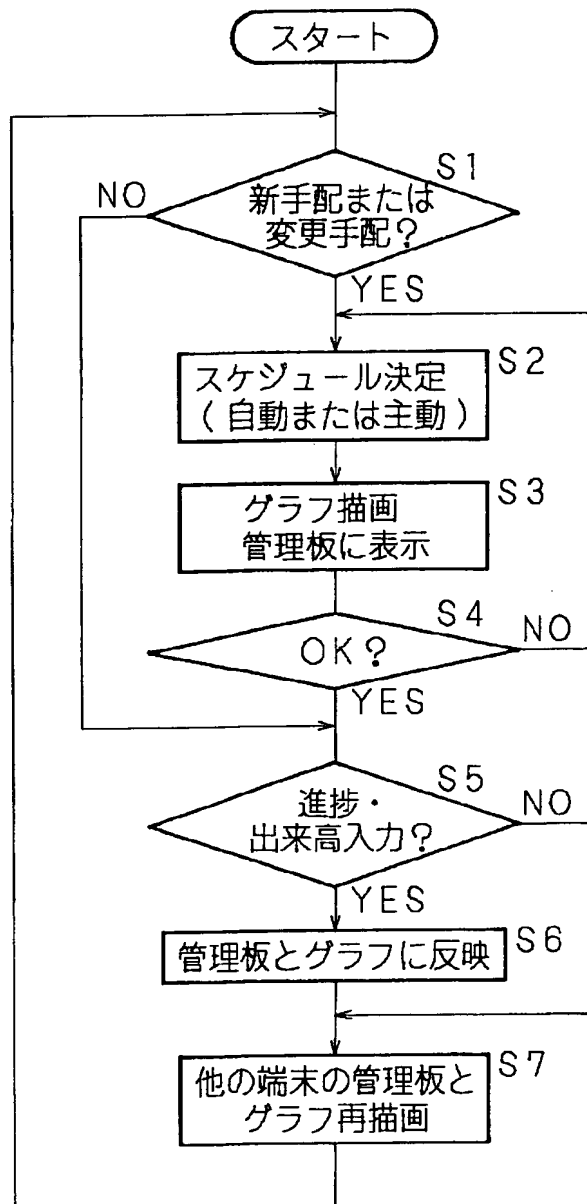 スタート
S1
NO
新手配または
変更手配?
YES
S2
スケジュール決定
(自動または主動)
S3
グラフ描画
管理板に表示
S4
OK?
NO
YES
S5
進捗・
出来高入力?
NO
YES
S6
管理板とグラフに反映
S7
他の端末の管理板と
グラフ再描画